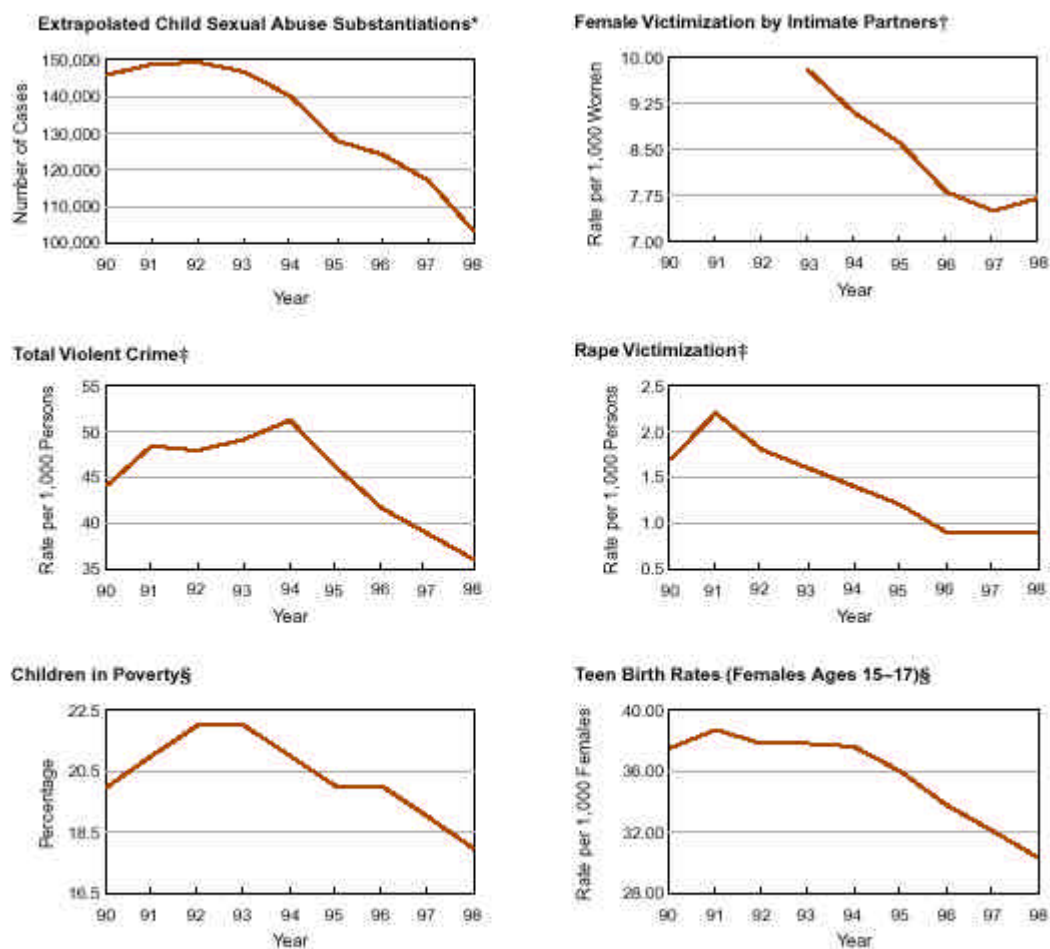 Extrapolated Child Sexual Abuse Substantiations*
Number of Cases
150,000
140,000
130,000
120,000
110,000
100,000
90 91 92 93 94 95 96 97 98
Year
Female Victimization by Intimate Partners†
Rate per 1,000 Women
10.00
9.25
8.50
7.75
7.00
90 91 92 93 94 95 96 97 98
Year
Total Violent Crime‡
Rate per 1,000 Persons
55
50
45
40
35
90 91 92 93 94 95 96 97 98
Year
Rape Victimization‡
Rate per 1,000 Persons
2.5
2.0
1.5
1.0
0.5
90 91 92 93 94 95 96 97 98
Year
Children in Poverty§
Percentage
22.5
20.5
18.5
16.5
90 91 92 93 94 95 96 97 98
Year
Teen Birth Rates (Females Ages 15–17)§
Rate per 1,000 Females
40.00
36.00
32.00
28.00
90 91 92 93 94 95 96 97 98
Year